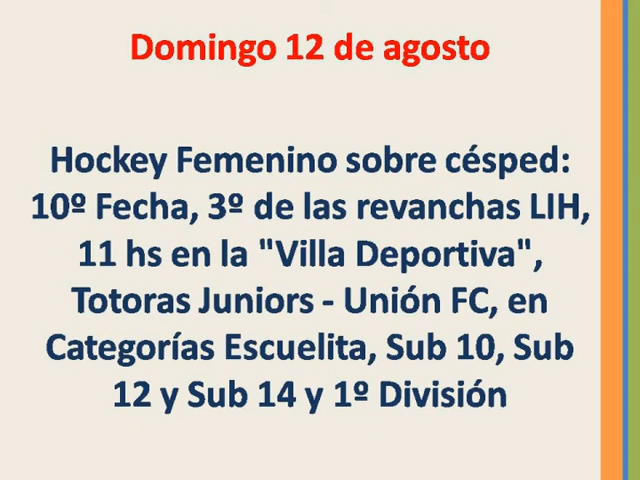 Domingo 12 de agosto
Hockey Femenino sobre césped:
10º Fecha, 3º de las revanchas LIH,
11 hs en la "Villa Deportiva",
Totoras Juniors - Unión FC, en
Categorías Escuelita, Sub 10, Sub
12 y Sub 14 y 1º División